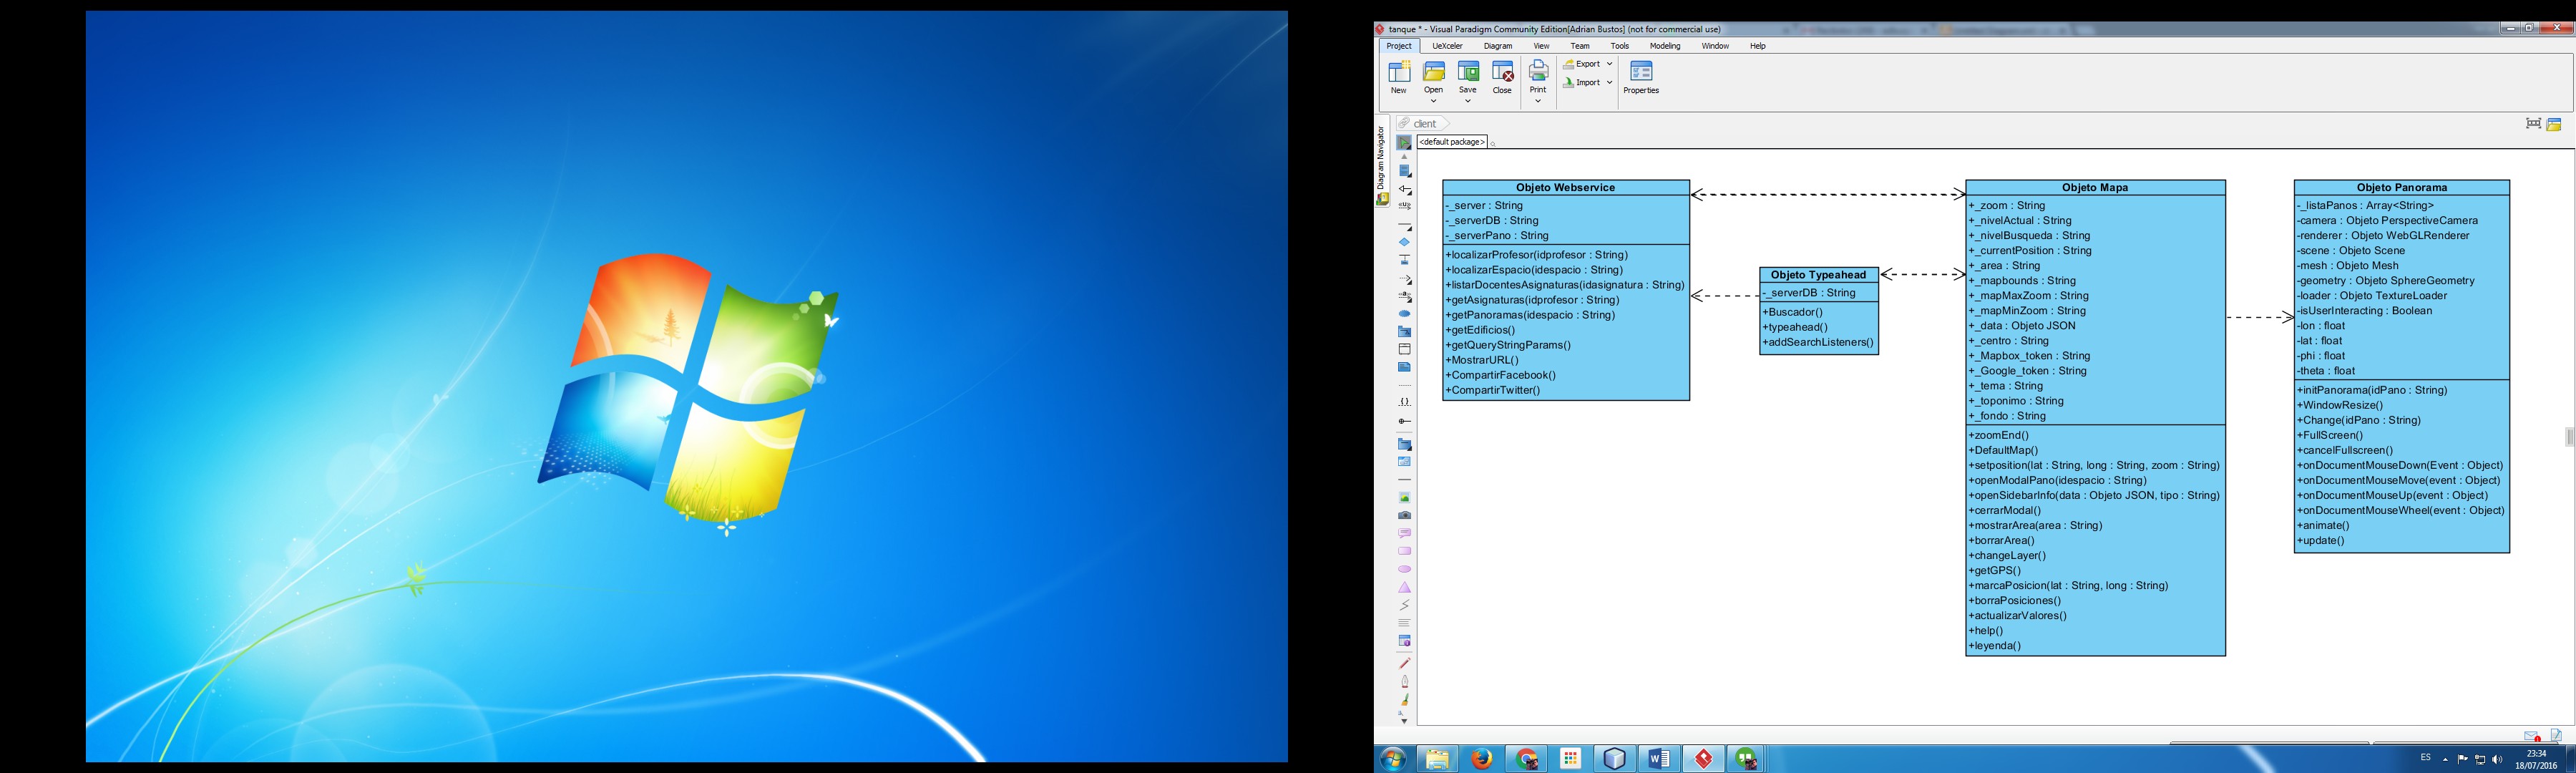 tanque * - Visual Paradigm Community Edition[Adrian Bustos] (not for commercial use)
Project UeXceler Diagram View Team Tools Modeling Window Help
New Open Save Close Print Export Import Properties
Diagram Navigator
client
<default package>
Objeto Webservice
-_server : String
-_serverDB : String
-_serverPano : String
+localizarProfesor(idprofesor : String)
+localizarEspacio(idespacio : String)
+listarDocentesAsignaturas(idasignatura : String)
+getAsignaturas(idprofesor : String)
+getPanoramas(idespacio : String)
+getEdificios()
+getQueryStringParams()
+MostrarURL()
+CompartirFacebook()
+CompartirTwitter()
Objeto Typeahead
-_serverDB : String
+Buscador()
+typeahead()
+addSearchListeners()
Objeto Mapa
+_zoom : String
+_nivelActual : String
+_nivelBusqueda : String
+_currentPosition : String
+_area : String
+_mapbounds : String
+_mapMaxZoom : String
+_mapMinZoom : String
+_data : Objeto JSON
+_centro : String
+_Mapbox_token : String
+_Google_token : String
+_tema : String
+_toponimo : String
+_fondo : String
+zoomEnd()
+DefaultMap()
+setposition(lat : String, long : String, zoom : String)
+openModalPano(idespacio : String)
+openSidebarInfo(data : Objeto JSON, tipo : String)
+cerrarModal()
+mostrarArea(area : String)
+borrarArea()
+changeLayer()
+getGPS()
+marcaPosicion(lat : String, long : String)
+borraPosiciones()
+actualizarValores()
+help()
+leyenda()
Objeto Panorama
-_listaPanos : Array<String>
-camera : Objeto PerspectiveCamera
-renderer : Objeto WebGLRenderer
-scene : Objeto Scene
-mesh : Objeto Mesh
-geometry : Objeto SphereGeometry
-loader : Objeto TextureLoader
-isUserInteracting : Boolean
-lon : float
-lat : float
-phi : float
-theta : float
+initPanorama(idPano : String)
+WindowResize()
+Change(idPano : String)
+FullScreen()
+cancelFullscreen()
+onDocumentMouseDown(Event : Object)
+onDocumentMouseMove(event : Object)
+onDocumentMouseUp(event : Object)
+onDocumentMouseWheel(event : Object)
+animate()
+update()
ES
23:34
18/07/2016